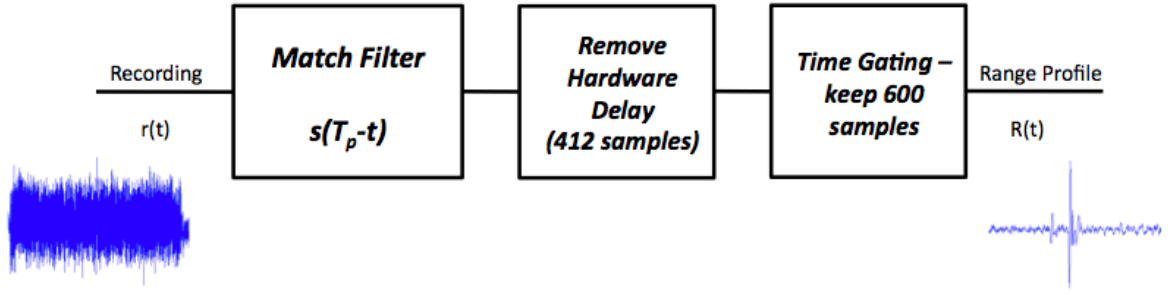 Recording
r(t)
Match Filter
s(Tp-t)
Remove
Hardware
Delay
(412 samples)
Time Gating –
keep 600
samples
Range Profile
R(t)